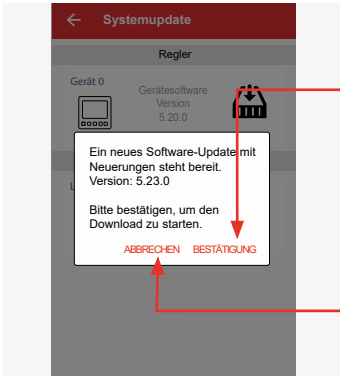 Systemupdate
Regler
Gerät 0
Gerätesoftware
Version
5.20.0
Ein neues Software-Update mit
Neuerungen steht bereit.
Version: 5.23.0
Bitte bestätigen, um den
Download zu starten.
ABBRECHEN BESTÄTIGUNG